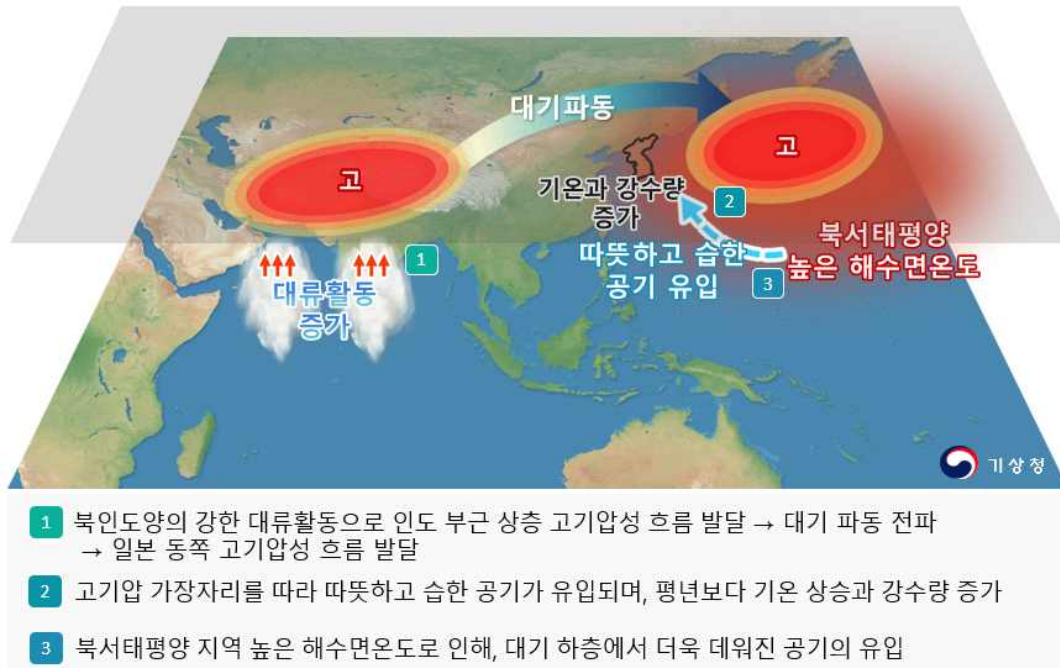 대기파동
고
고
기온과 강수량
증가
2
북서태평양
높은 해수면온도
따뜻하고 습한
공기 유입
3
1
대류활동
증가
기상청
1 북인도양의 강한 대류활동으로 인도 부근 상층 고기압성 흐름 발달 → 대기 파동 전파
→ 일본 동쪽 고기압성 흐름 발달
2 고기압 가장자리를 따라 따뜻하고 습한 공기가 유입되며, 평년보다 기온 상승과 강수량 증가
3 북서태평양 지역 높은 해수면온도로 인해, 대기 하층에서 더욱 데워진 공기의 유입